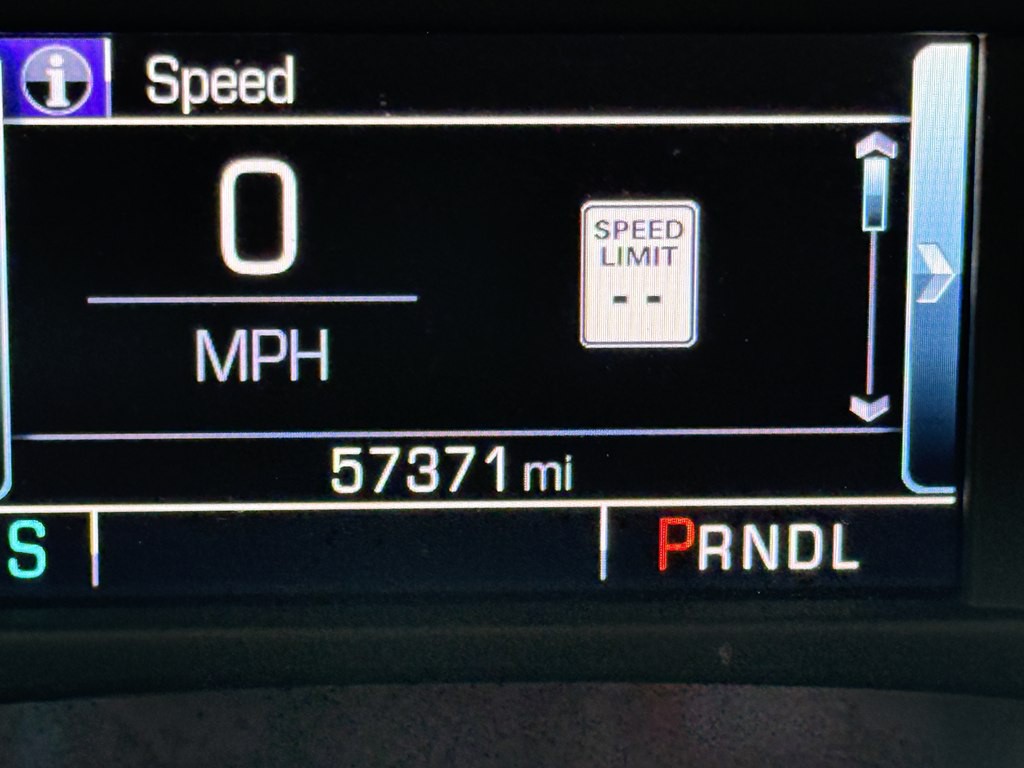 i Speed
0
MPH
SPEED
LIMIT
--
57371 mi
S
PRNDL